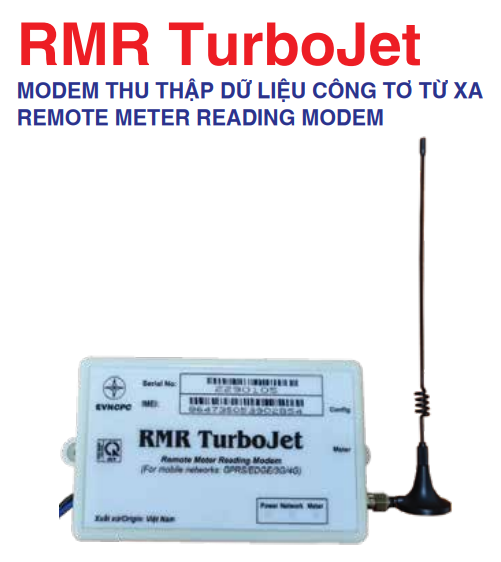 RMR TurboJet
MODEM THU THẬP DỮ LIỆU CÔNG TƠ TỪ XA
REMOTE METER READING MODEM
Serial No:
2290105
EVNCPC
IMEI:
Config
RMR TurboJet
Meter
Remote Meter Reading Modem
(For mobile networks: GPRS/EDGE/3G/4G)
Power Network Meter
Xuất xứ/Origin: Việt Nam